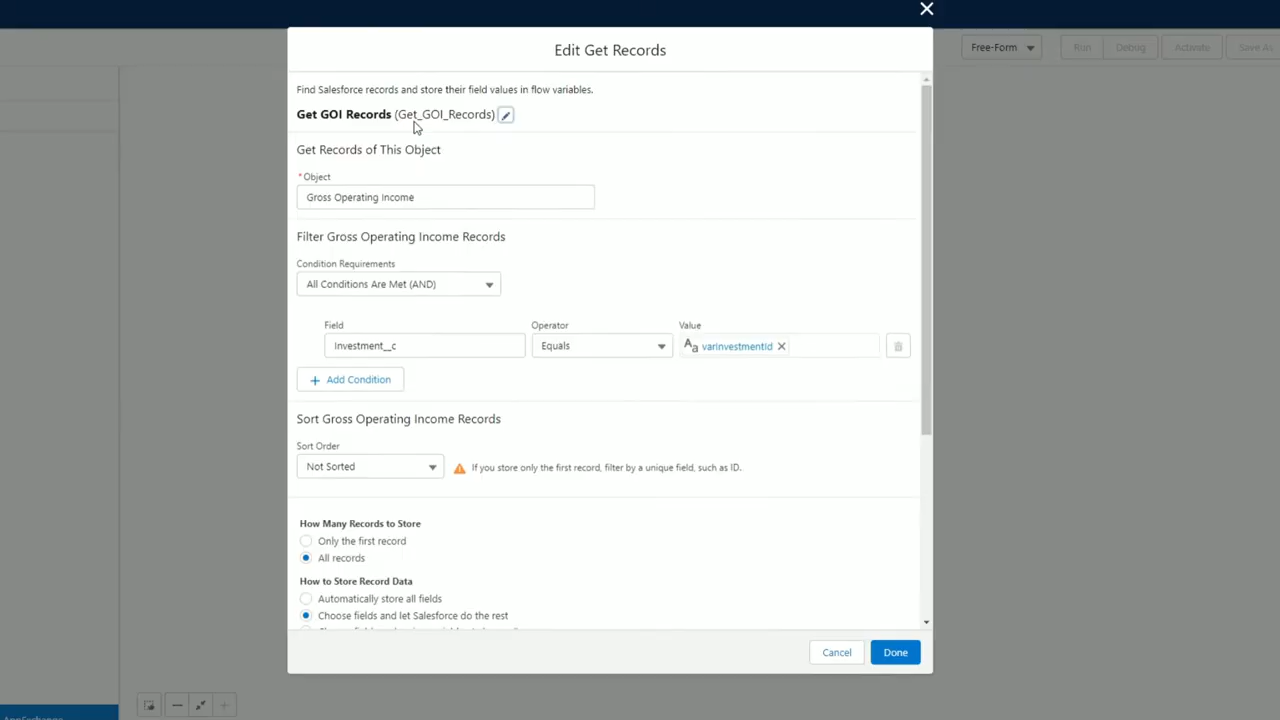 Edit Get Records
Free-Form
Run
Debug
Activate
Save As
Find Salesforce records and store their field values in flow variables.
Get GOI Records (Get_GOI_Records)
Get Records of This Object
* Object
Gross Operating Income
Filter Gross Operating Income Records
Condition Requirements
All Conditions Are Met (AND)
Field
Operator
Value
Investment__c
Equals
Aa varinvestmentid
+ Add Condition
Sort Gross Operating Income Records
Sort Order
Not Sorted
If you store only the first record, filter by a unique field, such as ID.
How Many Records to Store
Only the first record
All records
How to Store Record Data
Automatically store all fields
Choose fields and let Salesforce do the rest
Cancel
Done
AppExchange